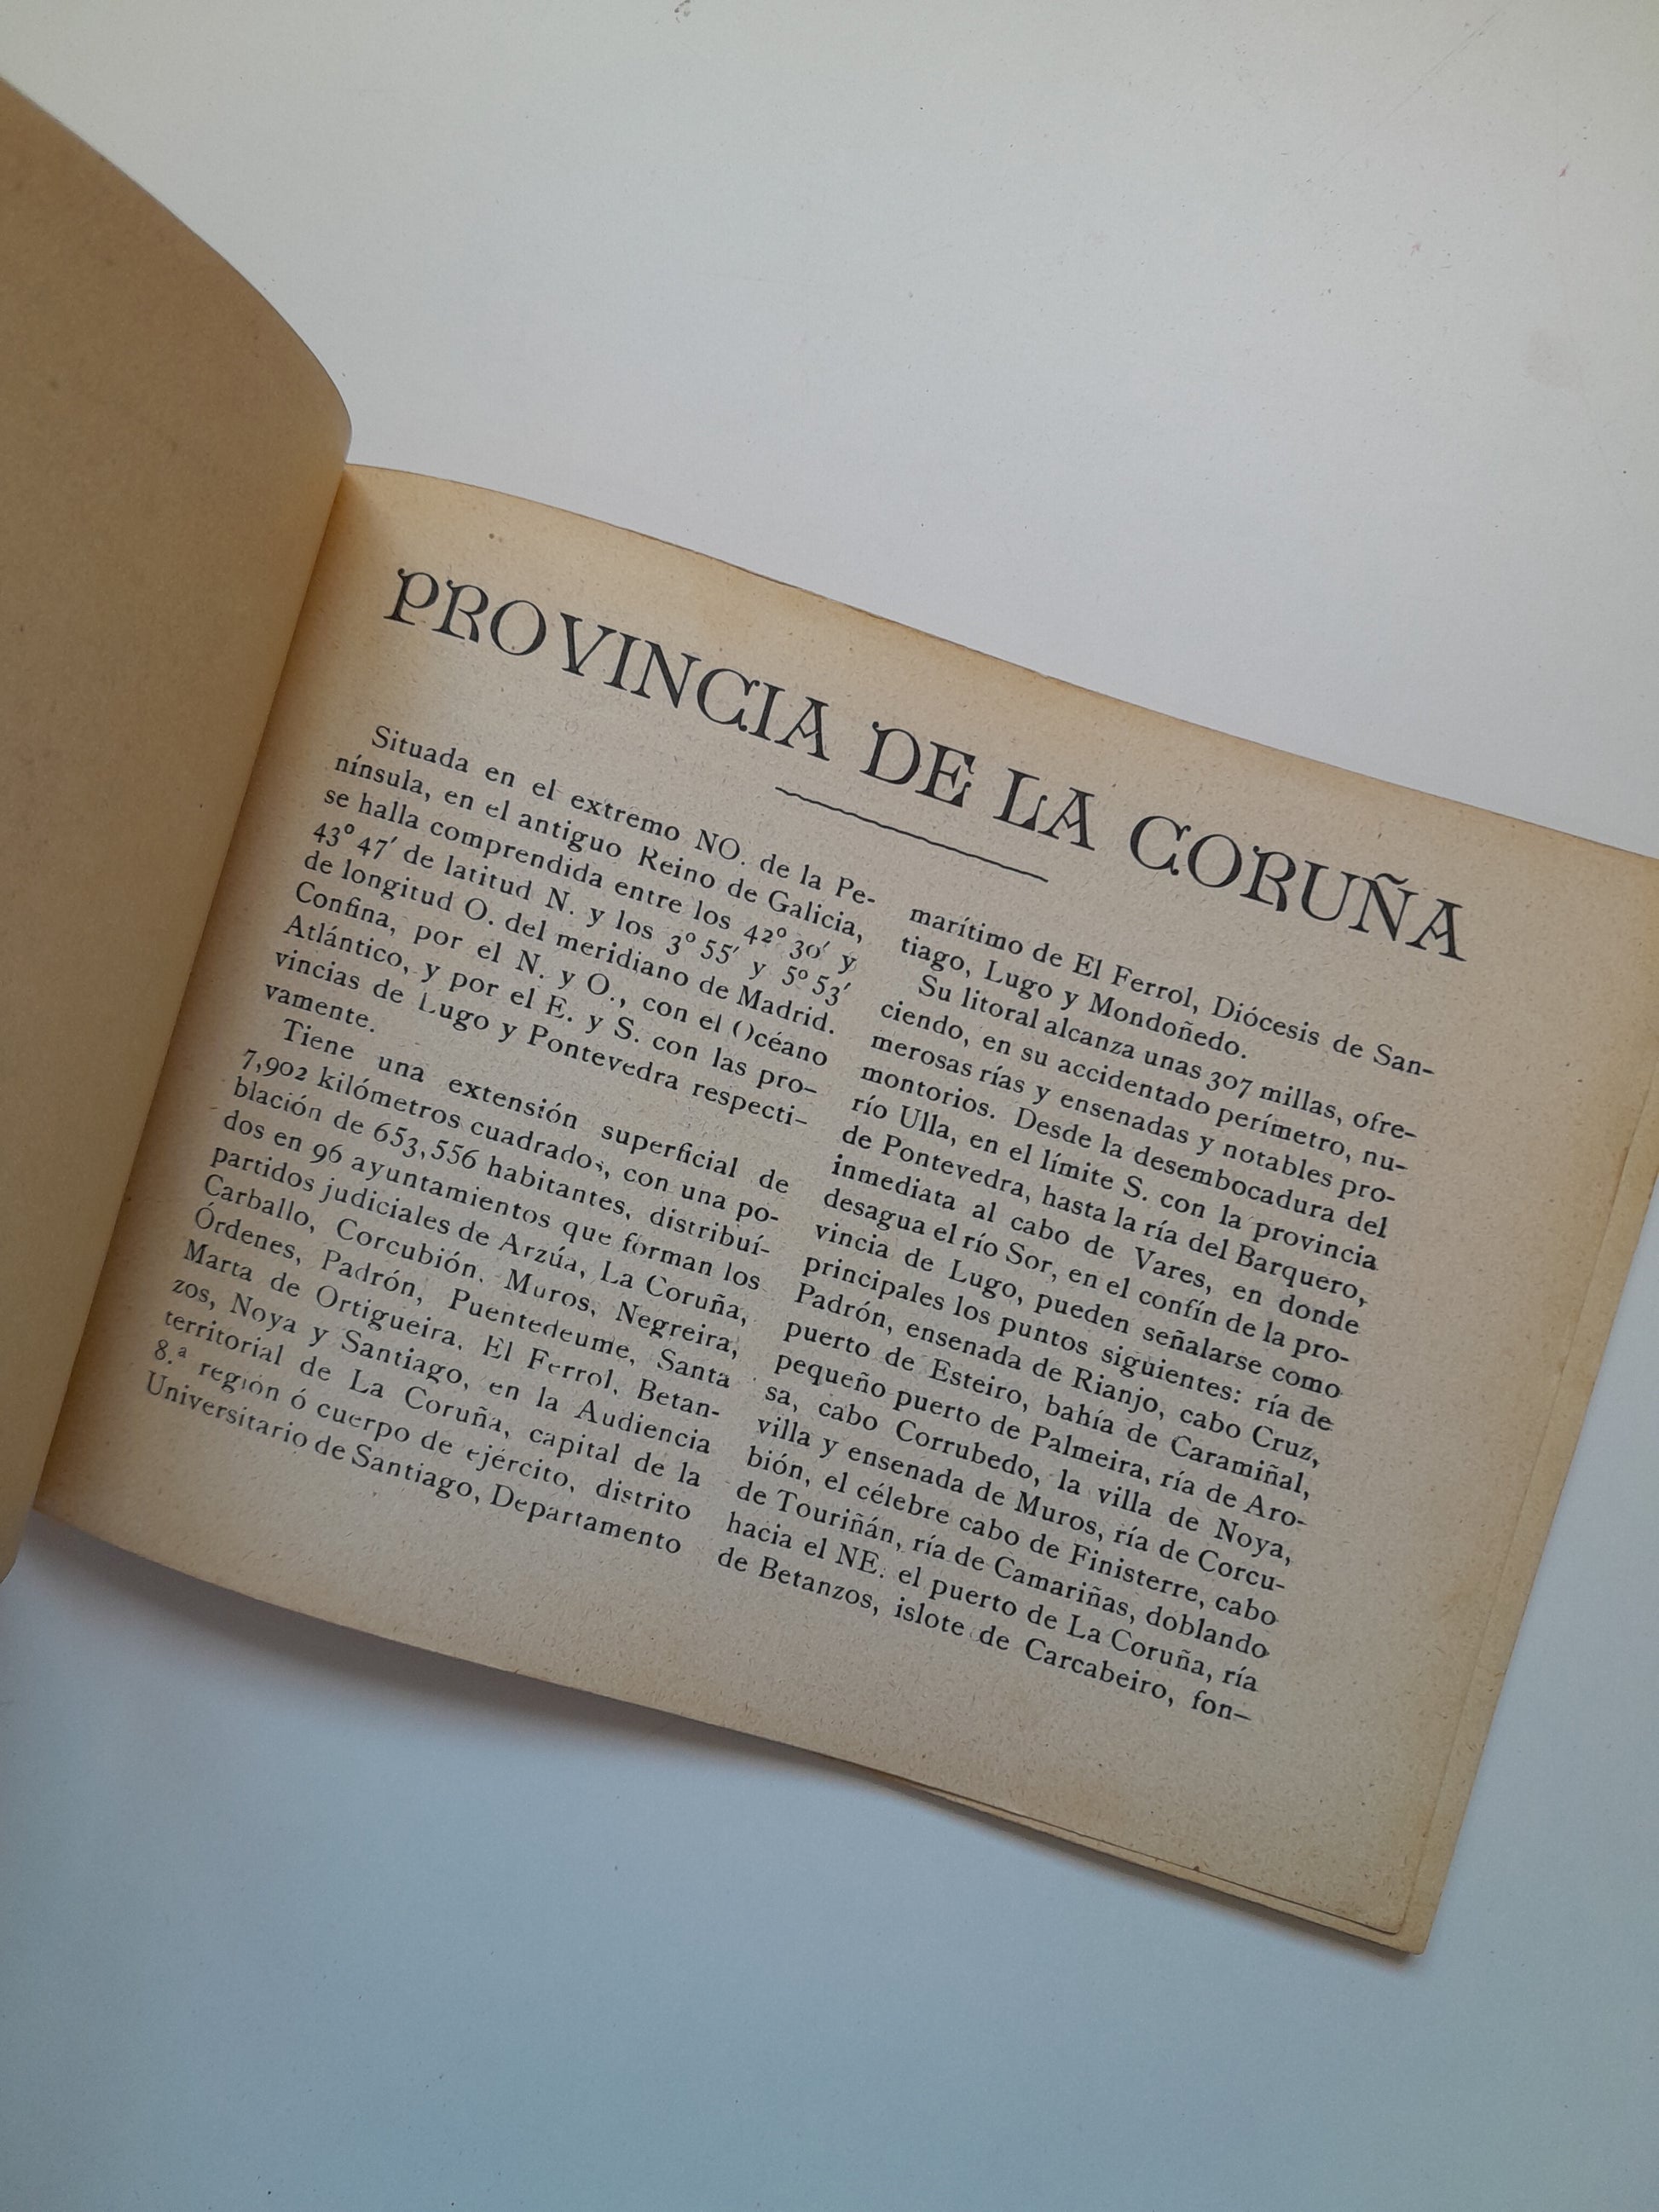 PROVINCIA DE LA CORUÑA
Situada en el extremo NO. de la Pe-
nínsula, en el antiguo Reino de Galicia,
se halla comprendida entre los 42° 30′ y
43° 47′ de latitud N. y los 3° 55′ y 5° 53′
de longitud O. del meridiano de Madrid.
Confina, por el N. y O., con el Océano
Atlántico, y por el E. y S. con las pro-
vincias de Lugo y Pontevedra respecti-
vamente.
Tiene una extensión superficial de
7,902 kilómetros cuadrados, con una po-
blación de 653,556 habitantes, distribuí-
dos en 96 ayuntamientos que forman los
partidos judiciales de Arzúa, La Coruña,
Carballo, Corcubión, Muros, Negreira,
Órdenes, Padrón, Puentedeume, Santa
Marta de Ortigueira, El Ferrol, Betan-
zos, Noya y Santiago, en la Audiencia
territorial de La Coruña, capital de la
8.ª región ó cuerpo de ejército, distrito
Universitario de Santiago, Departamento
marítimo de El Ferrol, Diócesis de San-
tiago, Lugo y Mondoñedo.
Su litoral alcanza unas 307 millas, ofre-
ciendo, en su accidentado perímetro, nu-
merosas rías y ensenadas y notables pro-
montorios. Desde la desembocadura del
río Ulla, en el límite S. con la provincia
de Pontevedra, hasta la ría del Barquero,
inmediata al cabo de Vares, en donde
desagua el río Sor, en el confín de la pro-
vincia de Lugo, pueden señalarse como
principales los puntos siguientes: ría de
Padrón, ensenada de Rianjo, cabo Cruz,
puerto de Esteiro, bahía de Caramiñal,
pequeño puerto de Palmeira, ría de Aro-
sa, cabo Corrubedo, la villa de Noya,
villa y ensenada de Muros, ría de Corcu-
bión, el célebre cabo de Finisterre, cabo
de Touriñán, ría de Camariñas, doblando
hacia el NE. el puerto de La Coruña, ría
de Betanzos, islote de Carcabeiro, fon-